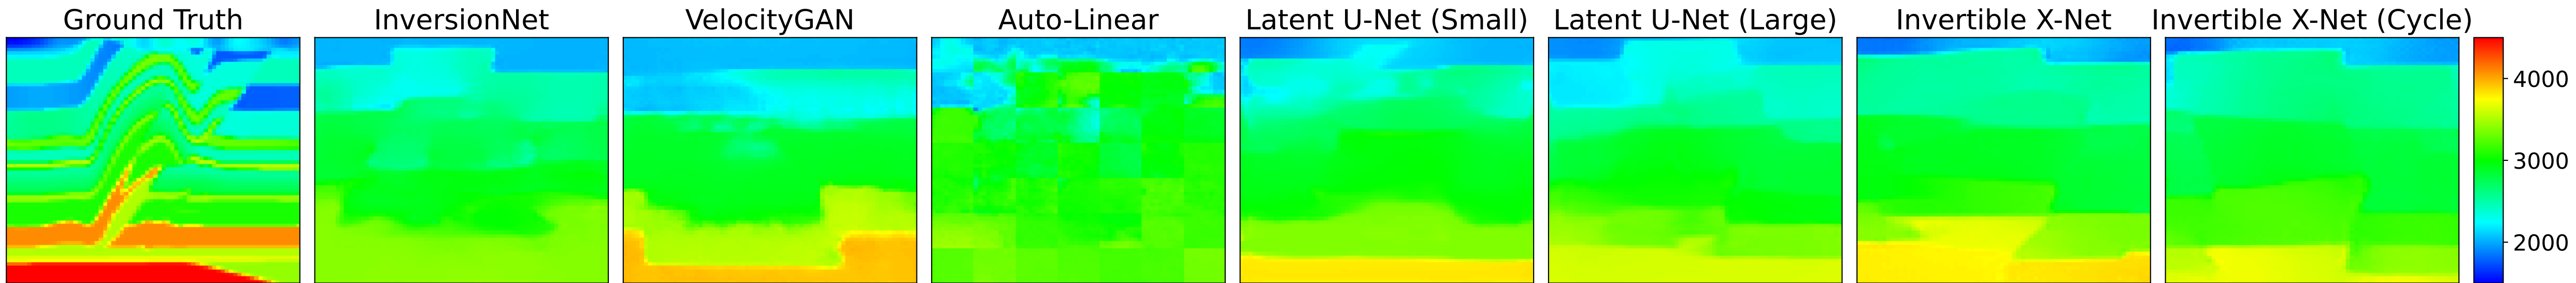 Ground Truth
InversionNet
VelocityGAN
Auto-Linear
Latent U-Net (Small)
Latent U-Net (Large)
Invertible X-Net
Invertible X-Net (Cycle)
4000
3000
2000